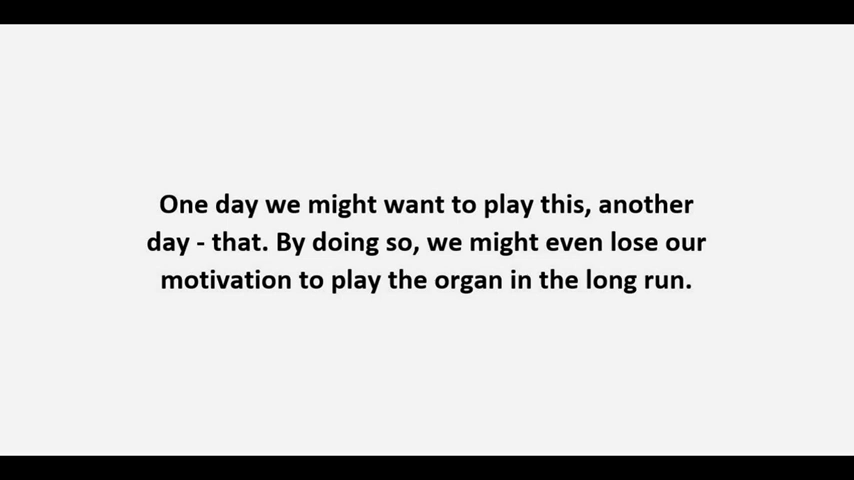 One day we might want to play this, another
day - that. By doing so, we might even lose our
motivation to play the organ in the long run.